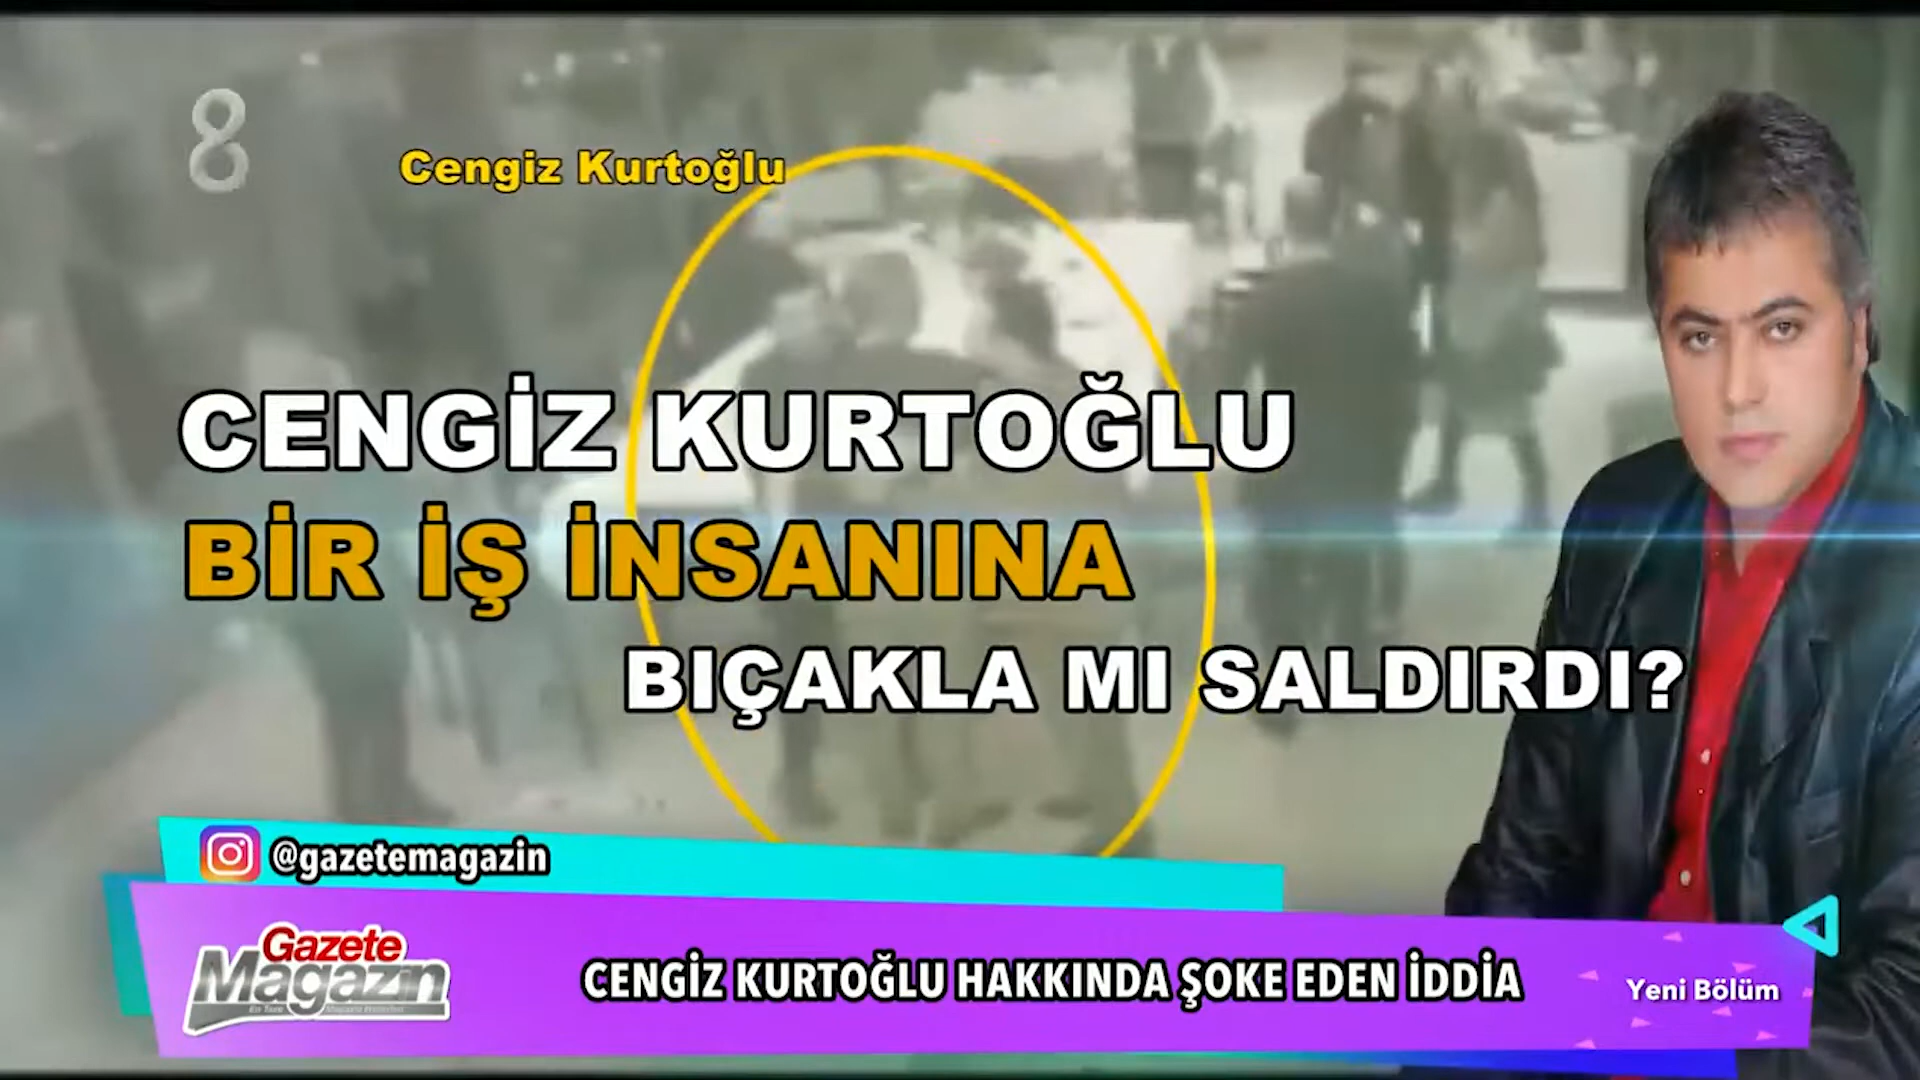 8
Cengiz Kurtoğlu
CENGİZ KURTOĞLU
BİR İŞ İNSANINA
BIÇAKLA MI SALDIRDI?
@gazetemagazin
Gazete
Magazin
CENGİZ KURTOĞLU HAKKINDA ŞOKE EDEN İDDİA
Yeni Bölüm